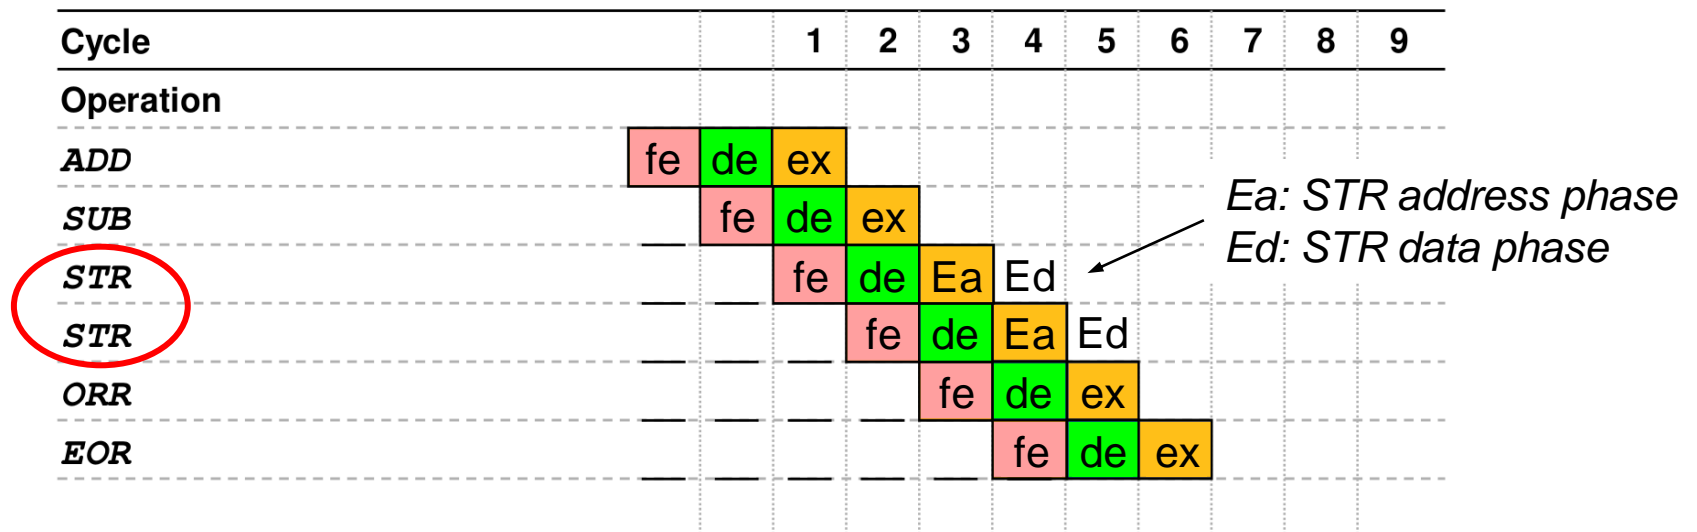 Cycle 1 2 3 4 5 6 7 8 9
Operation
ADD fe de ex
SUB fe de ex
Ea: STR address phase
STR fe de Ea Ed
Ed: STR data phase
STR fe de Ea Ed
ORR fe de ex
EOR fe de ex